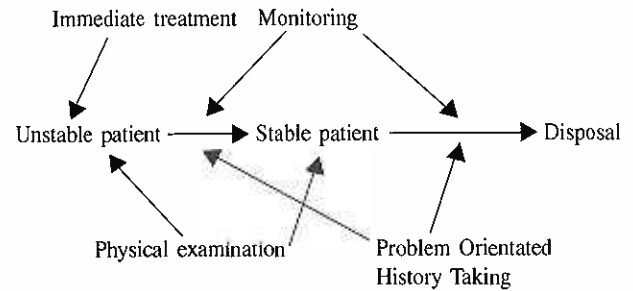 Immediate treatment Monitoring
Unstable patient Stable patient Disposal
Physical examination Problem Orientated
History Taking